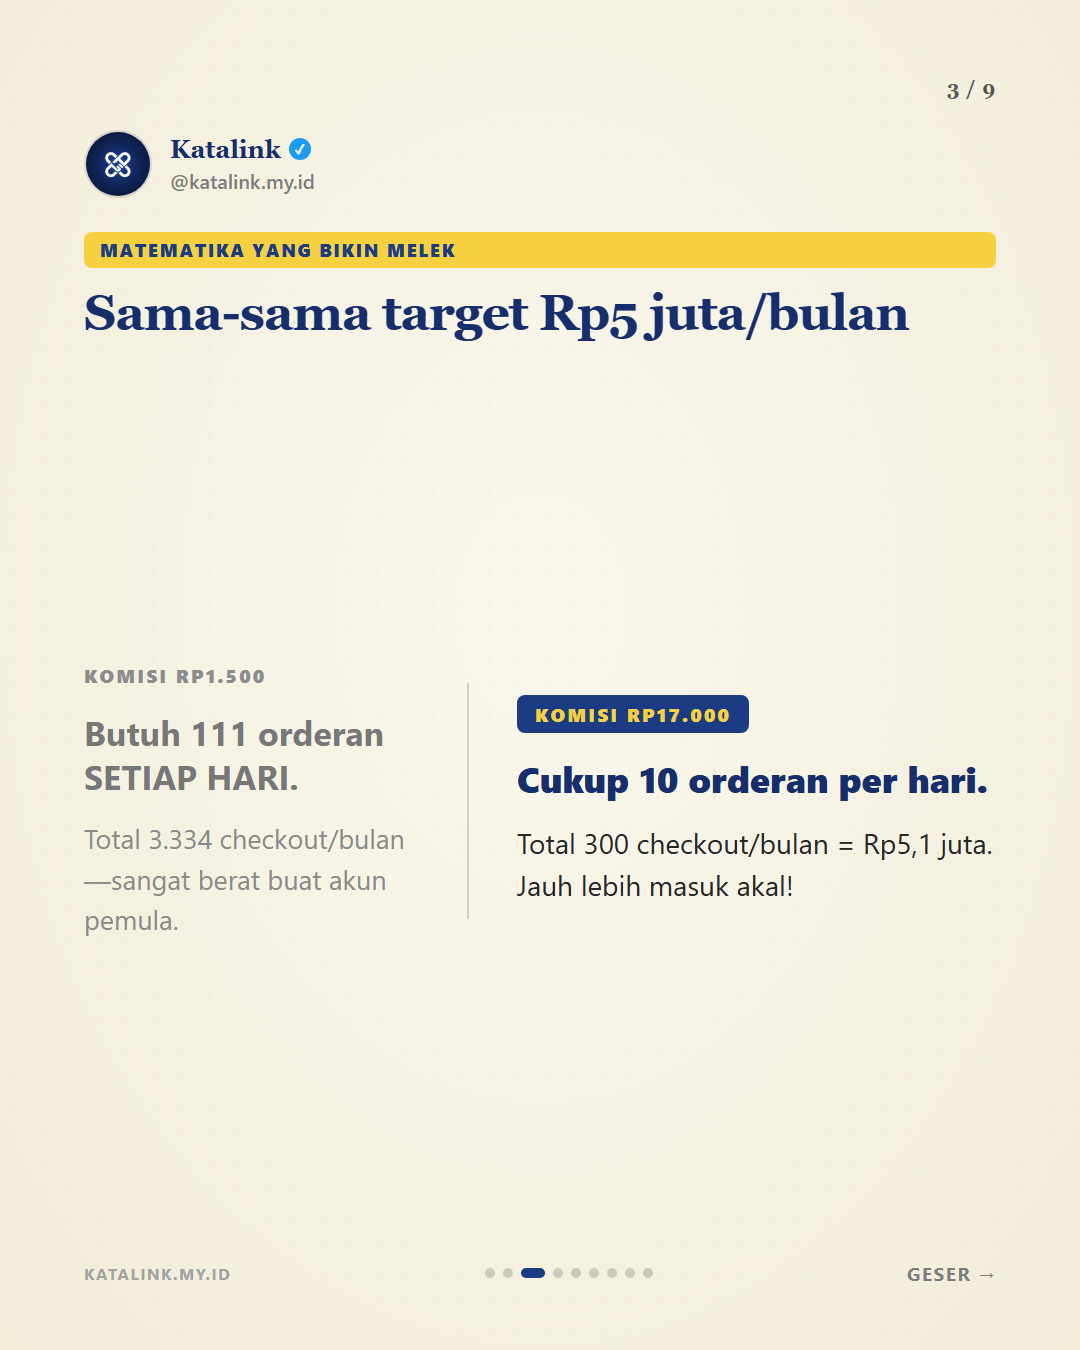 3 / 9
Katalink
@katalink.my.id
MATEMATIKA YANG BIKIN MELEK
Sama-sama target Rp5 juta/bulan
KOMISI RP1.500
Butuh 111 orderan
SETIAP HARI.
Total 3.334 checkout/bulan
—sangat berat buat akun
pemula.
KOMISI RP17.000
Cukup 10 orderan per hari.
Total 300 checkout/bulan = Rp5,1 juta.
Jauh lebih masuk akal!
KATALINK.MY.ID
GESER →